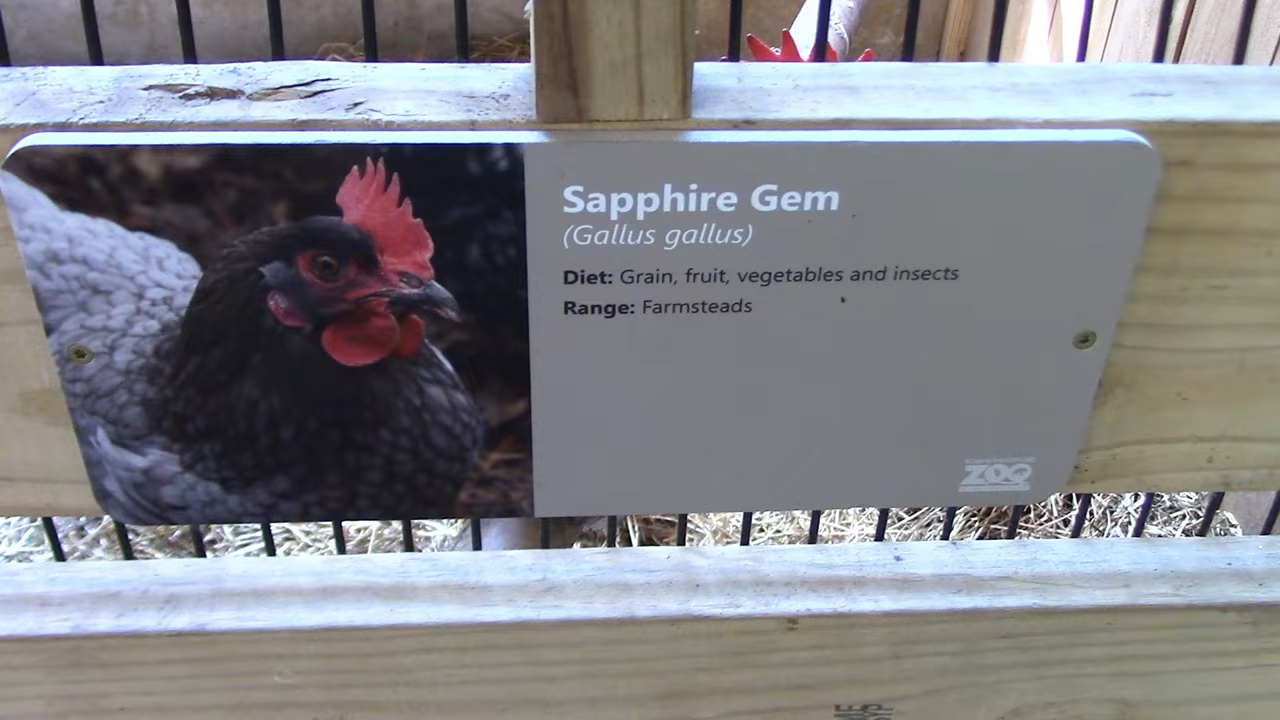 Sapphire Gem
(Gallus gallus)
Diet: Grain, fruit, vegetables and insects
Range: Farmsteads
ZOO